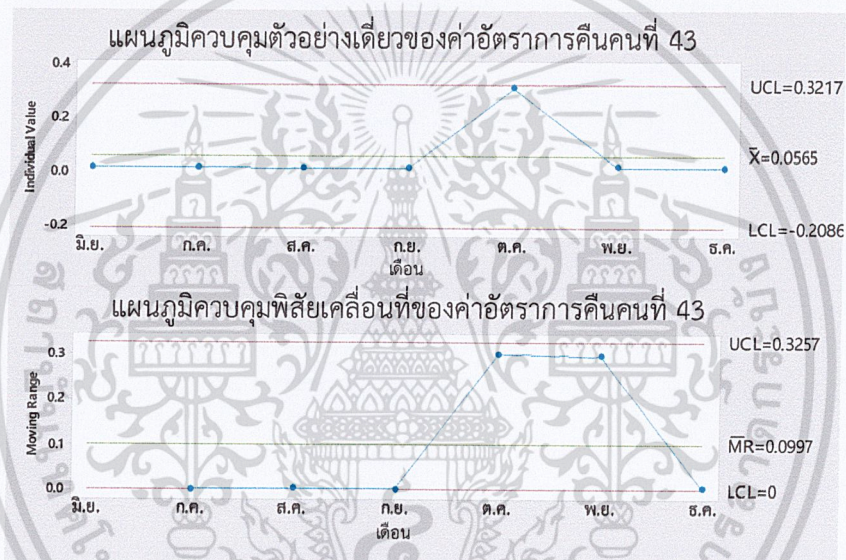 แผนภูมิควบคุมตัวอย่างเดี่ยวของค่าอัตราการคืนคนที่ 43
Individual Value
0.4
0.2
0.0
-0.2
UCL=0.3217
X̅=0.0565
LCL=-0.2086
มิ.ย. ก.ค. ส.ค. ก.ย. ต.ค. พ.ย. ธ.ค.
เดือน
แผนภูมิควบคุมพิสัยเคลื่อนที่ของค่าอัตราการคืนคนที่ 43
Moving Range
0.3
0.2
0.1
0.0
UCL=0.3257
M̅R̅=0.0997
LCL=0
มิ.ย. ก.ค. ส.ค. ก.ย. ต.ค. พ.ย. ธ.ค.
เดือน